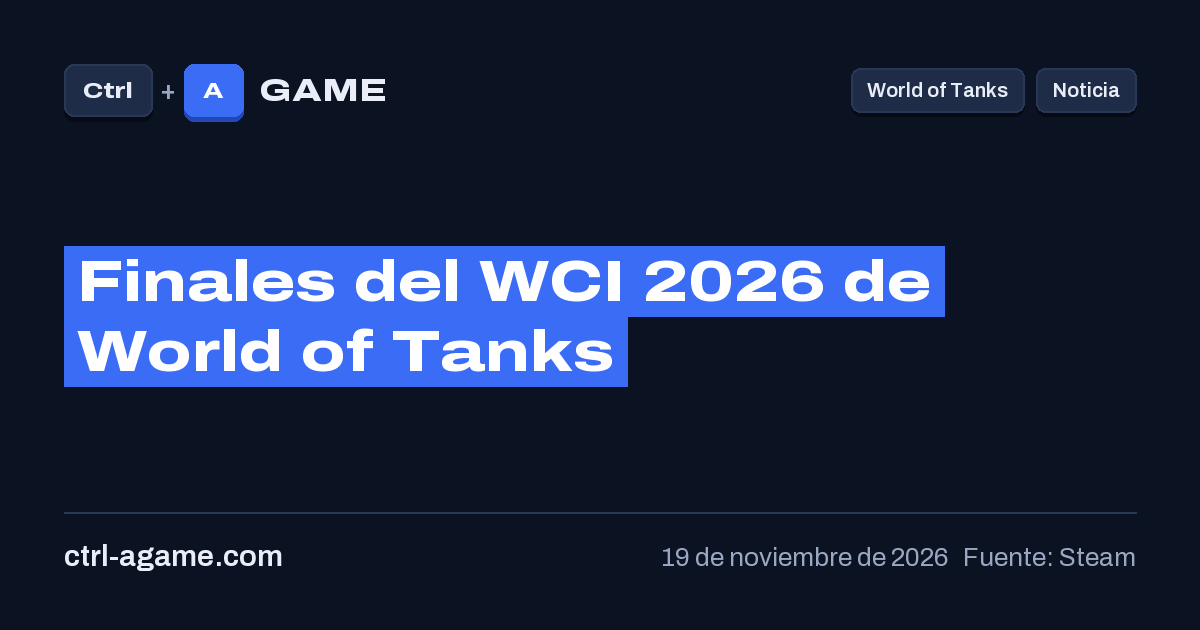 Ctrl + A GAME
World of Tanks
Noticia
Finales del WCI 2026 de
World of Tanks
ctrl-agame.com
19 de noviembre de 2026 Fuente: Steam